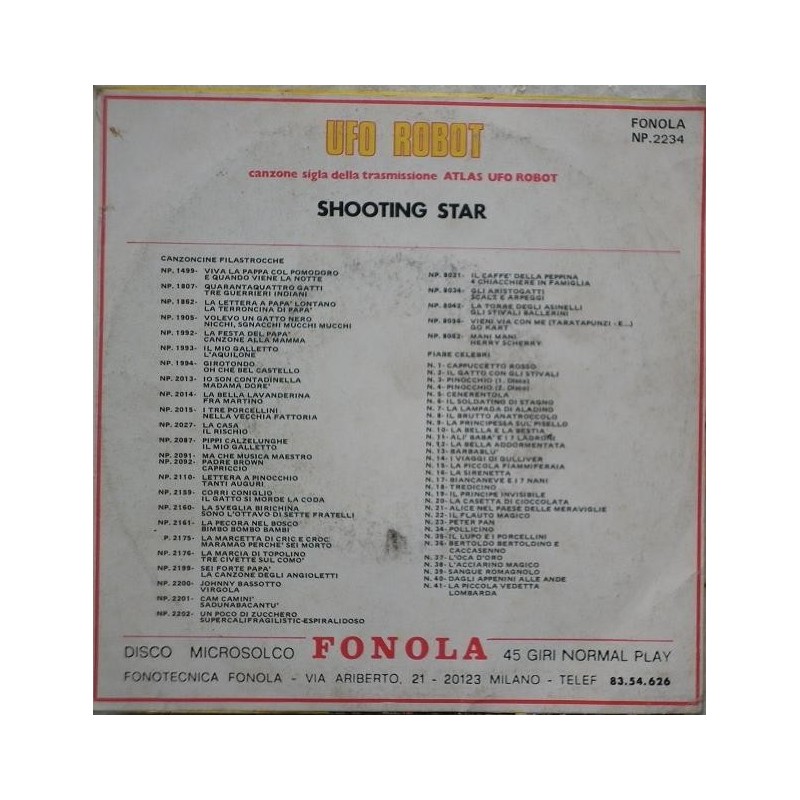 UFO ROBOT
FONOLA
NP.2234
canzone sigla della trasmissione ATLAS UFO ROBOT
SHOOTING STAR
CANZONCINE FILASTROCCHE
NP. 1499- VIVA LA PAPPA COL POMODORO
E QUANDO VIENE LA NOTTE
NP. 1807- QUARANTAQUATTRO GATTI
TRE GUERRIERI INDIANI
NP. 1862- LA LETTERA A PAPA' LONTANO
LA TERRONCINA DI PAPA'
NP. 1905- VOLEVO UN GATTO NERO
NICCHI, SGNACCHI MUCCHI MUCCHI
NP. 1992- LA FESTA DEL PAPA'
CANZONE ALLA MAMMA
NP. 1993- IL MIO GALLETTO
L'AQUILONE
NP. 1994- GIROTONDO
OH CHE BEL CASTELLO
NP. 2013- IO SON CONTADINELLA
MADAMA DORE'
NP. 2014- LA BELLA LAVANDERINA
FRA MARTINO
NP. 2015- I TRE PORCELLINI
NELLA VECCHIA FATTORIA
NP. 2027- LA CASA
IL RISCHIO
NP. 2087- PIPPI CALZELUNGHE
IL MIO GALLETTO
NP. 2091- MA CHE MUSICA MAESTRO
NP. 2092- PADRE BROWN
CAPRICCIO
NP. 2110- LETTERA A PINOCCHIO
TANTI AUGURI
NP. 2159- CORRI CONIGLIO
IL GATTO SI MORDE LA CODA
NP. 2160- LA SVEGLIA BIRICHINA
SONO L'OTTAVO DI SETTE FRATELLI
NP. 2161- LA PECORA NEL BOSCO
BIMBO BOMBO BAMBI
P. 2175- LA MARCETTA DI CRIC E CROC
MARAMAO PERCHE' SEI MORTO
NP. 2176- LA MARCIA DI TOPOLINO
TRE CIVETTE SUL COMO'
NP. 2199- SEI FORTE PAPA'
LA CANZONE DEGLI ANGIOLETTI
NP. 2200- JOHNNY BASSOTTO
VIRGOLA
NP. 2201- CAM CAMINI'
SADUNABACANTU'
NP. 2202- UN POCO DI ZUCCHERO
SUPERCALIFRAGILISTIC-ESPIRALIDOSO
NP. 8021- IL CAFFE' DELLA PEPPINA
4 CHIACCHIERE IN FAMIGLIA
NP. 8034- GLI ARISTOGATTI
SCALE E ARPEGGI
NP. 8042- LA TORRE DEGLI ASINELLI
GLI STIVALI BALLERINI
NP. 8054- VIENI VIA CON ME (TARATAPUNZI - E...)
GO KART
NP. 8062- MANI MANI
HERRY SCHERRY
FIABE CELEBRI
N. 1- CAPPUCCETTO ROSSO
N. 2- IL GATTO CON GLI STIVALI
N. 3- PINOCCHIO (1. Disco)
N. 4- PINOCCHIO (2. Disco)
N. 5- CENERENTOLA
N. 6- IL SOLDATINO DI STAGNO
N. 7- LA LAMPADA DI ALADINO
N. 8- IL BRUTTO ANATROCCOLO
N. 9- LA PRINCIPESSA SUL PISELLO
N. 10- LA BELLA E LA BESTIA
N. 11- ALI' BABA' E I 7 LADRONI
N. 12- LA BELLA ADDORMENTATA
N. 13- BARBABLU'
N. 14- I VIAGGI DI GULLIVER
N. 15- LA PICCOLA FIAMMIFERAIA
N. 16- LA SIRENETTA
N. 17- BIANCANEVE E I 7 NANI
N. 18- TREDICINO
N. 19- IL PRINCIPE INVISIBILE
N. 20- LA CASETTA DI CIOCCOLATA
N. 21- ALICE NEL PAESE DELLE MERAVIGLIE
N. 22- IL FLAUTO MAGICO
N. 23- PETER PAN
N. 34- POLLICINO
N. 35- IL LUPO E I PORCELLINI
N. 36- BERTOLDO BERTOLDINO E
CACCASENNO
N. 37- L'OCA D'ORO
N. 38- L'ACCIARINO MAGICO
N. 39- SANGUE ROMAGNOLO
N. 40- DAGLI APPENINI ALLE ANDE
N. 41- LA PICCOLA VEDETTA
LOMBARDA
DISCO MICROSOLCO FONOLA 45 GIRI NORMAL PLAY
FONOTECNICA FONOLA - VIA ARIBERTO, 21 - 20123 MILANO - TELEF 83.54.626